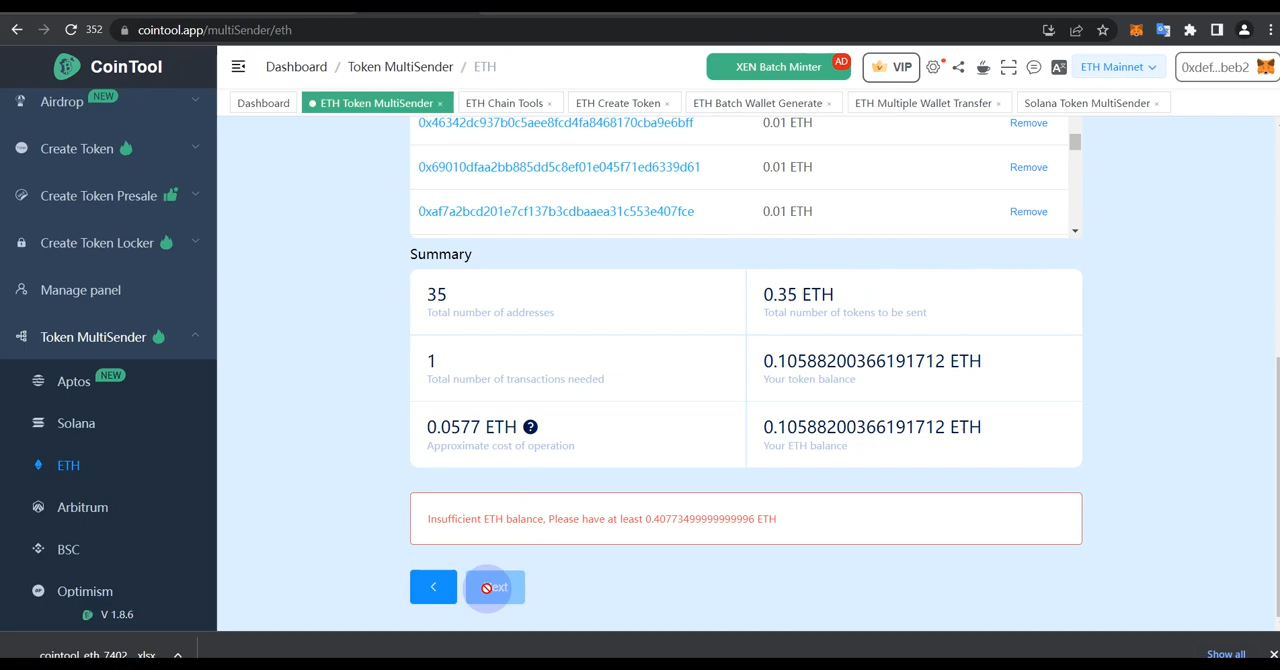 352
cointool.app/multiSender/eth
CoinTool
Dashboard / Token MultiSender / ETH
XEN Batch Minter AD
VIP
ETH Mainnet
0xdef...beb2
Dashboard
ETH Token MultiSender ×
ETH Chain Tools ×
ETH Create Token ×
ETH Batch Wallet Generate ×
ETH Multiple Wallet Transfer ×
Solana Token MultiSender ×
Airdrop NEW
Create Token
Create Token Presale
Create Token Locker
Manage panel
Token MultiSender
Aptos NEW
Solana
ETH
Arbitrum
BSC
Optimism
V 1.8.6
0x46342dc937b0c5aee8fcd4fa8468170cba9e6bff 0.01 ETH Remove
0x69010dfaa2bb885dd5c8ef01e045f71ed6339d61 0.01 ETH Remove
0xaf7a2bcd201e7cf137b3cdbaaea31c553e407fce 0.01 ETH Remove
Summary
35
Total number of addresses
0.35 ETH
Total number of tokens to be sent
1
Total number of transactions needed
0.10588200366191712 ETH
Your token balance
0.0577 ETH ?
Approximate cost of operation
0.10588200366191712 ETH
Your ETH balance
Insufficient ETH balance, Please have at least 0.40773499999999996 ETH
cointool_eth_7402_.xlsx
Show all